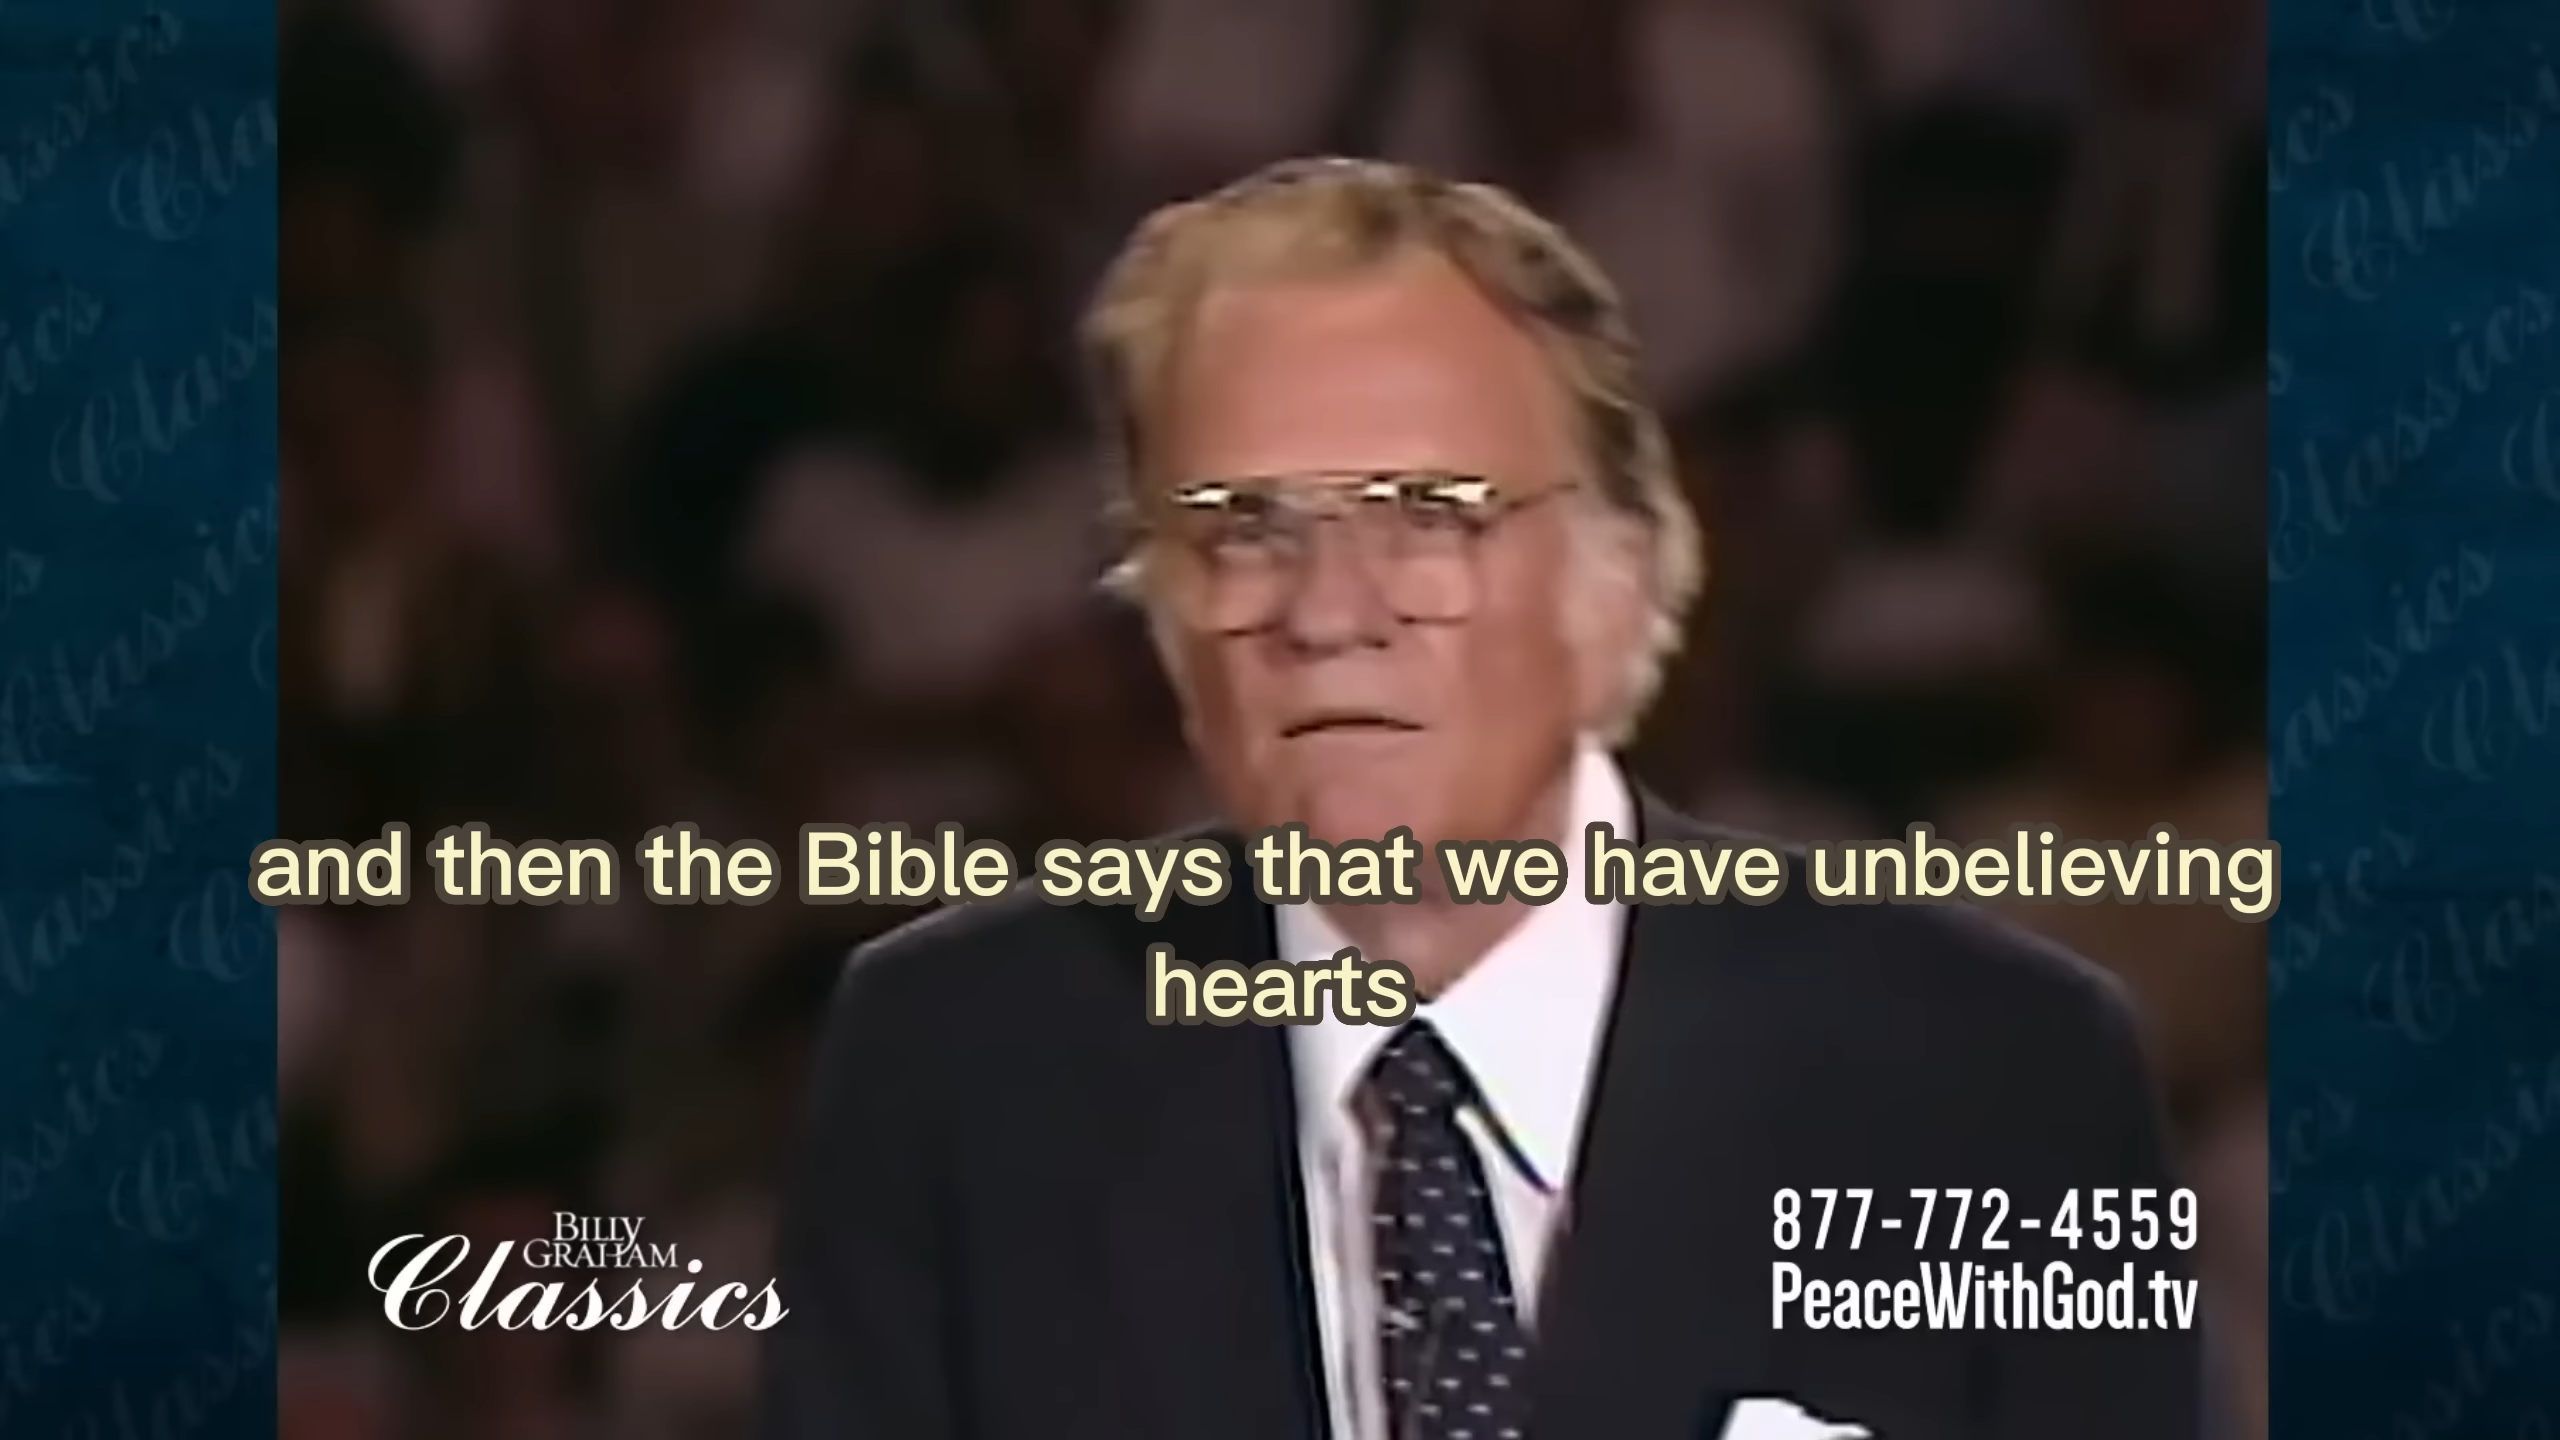 and then the Bible says that we have unbelieving
hearts
BILLY
GRAHAM
Classics
877-772-4559
PeaceWithGod.tv